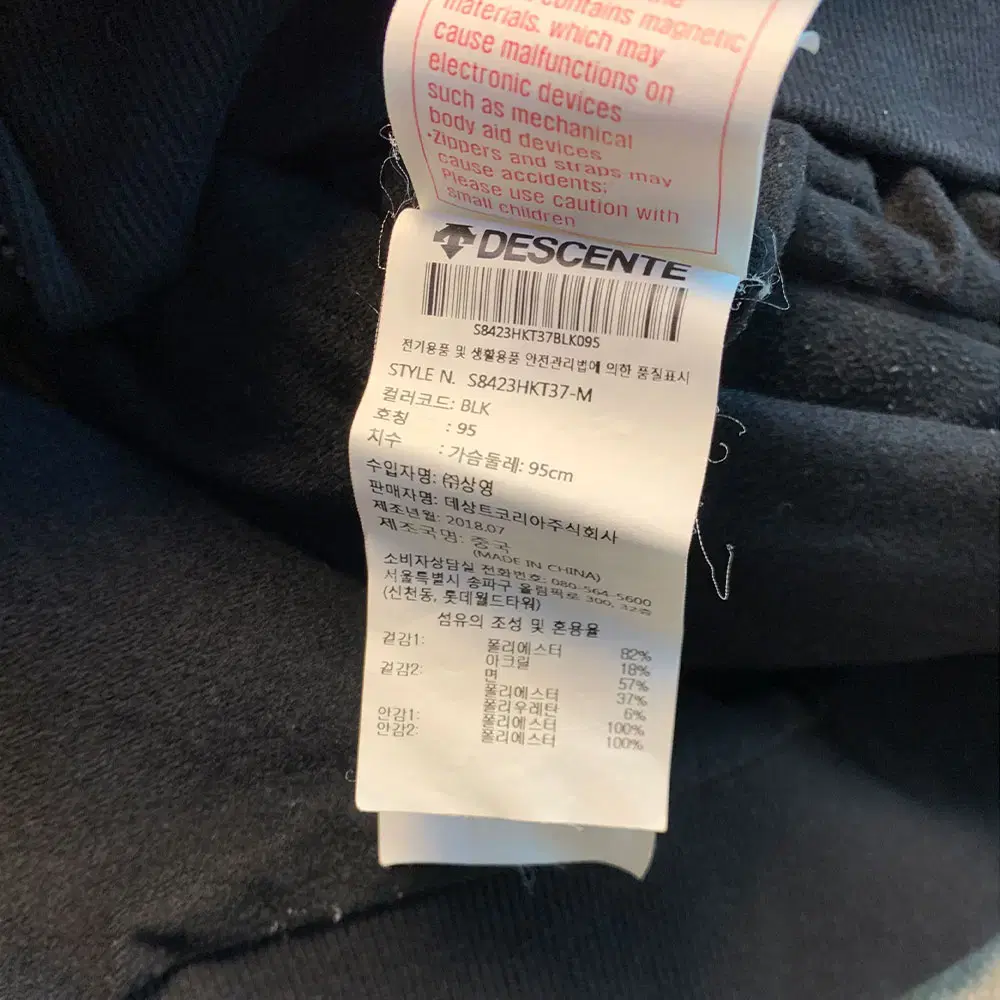 contains magnetic
materials. which may
cause malfunctions on
electronic devices
such as mechanical
body aid devices
·Zippers and straps may
cause accidents;
Please use caution with
small children
DESCENTE
S8423HKT37BLK095
전기용품 및 생활용품 안전관리법에 의한 품질표시
STYLE N. S8423HKT37-M
컬러코드: BLK
호칭 : 95
치수 : 가슴둘레: 95cm
수입자명: ㈜상영
판매자명: 데상트코리아주식회사
제조년월: 2018.07
제조국명: 중국
(MADE IN CHINA)
소비자상담실 전화번호: 080-564-5600
서울특별시 송파구 올림픽로 300, 32층
(신천동, 롯데월드타워)
섬유의 조성 및 혼용율
겉감1: 폴리에스터 82%
아크릴 18%
겉감2: 면 57%
폴리에스터 37%
폴리우레탄 6%
안감1: 폴리에스터 100%
안감2: 폴리에스터 100%